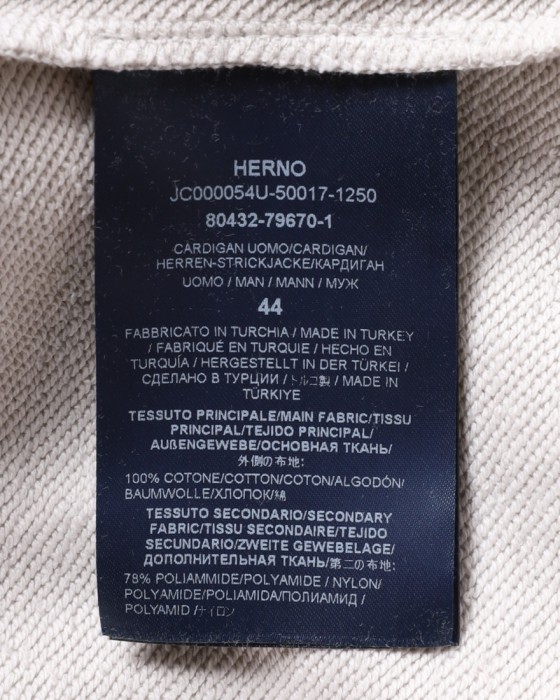 HERNO
JC000054U-50017-1250
80432-79670-1
CARDIGAN UOMO/CARDIGAN/
HERREN-STRICKJACKE/КАРДИГАН
UOMO / MAN / MANN / МУЖ
44
FABBRICATO IN TURCHIA / MADE IN TURKEY
/ FABRIQUÉ EN TURQUIE / HECHO EN
TURQUÍA / HERGESTELLT IN DER TÜRKEI /
СДЕЛАНО В ТУРЦИИ / トルコ製 / MADE IN
TÜRKIYE
TESSUTO PRINCIPALE/MAIN FABRIC/TISSU
PRINCIPAL/TEJIDO PRINCIPAL/
AUßENGEWEBE/ОСНОВНАЯ ТКАНЬ/
外側の布地:
100% COTONE/COTTON/COTON/ALGODÓN/
BAUMWOLLE/ХЛОПОК/綿
TESSUTO SECONDARIO/SECONDARY
FABRIC/TISSU SECONDAIRE/TEJIDO
SECUNDARIO/ZWEITE GEWEBELAGE/
ДОПОЛНИТЕЛЬНАЯ ТКАНЬ/第二の布地:
78% POLIAMMIDE/POLYAMIDE / NYLON/
POLYAMIDE/POLIAMIDA/ПОЛИАМИД /
POLYAMID /ナイロン